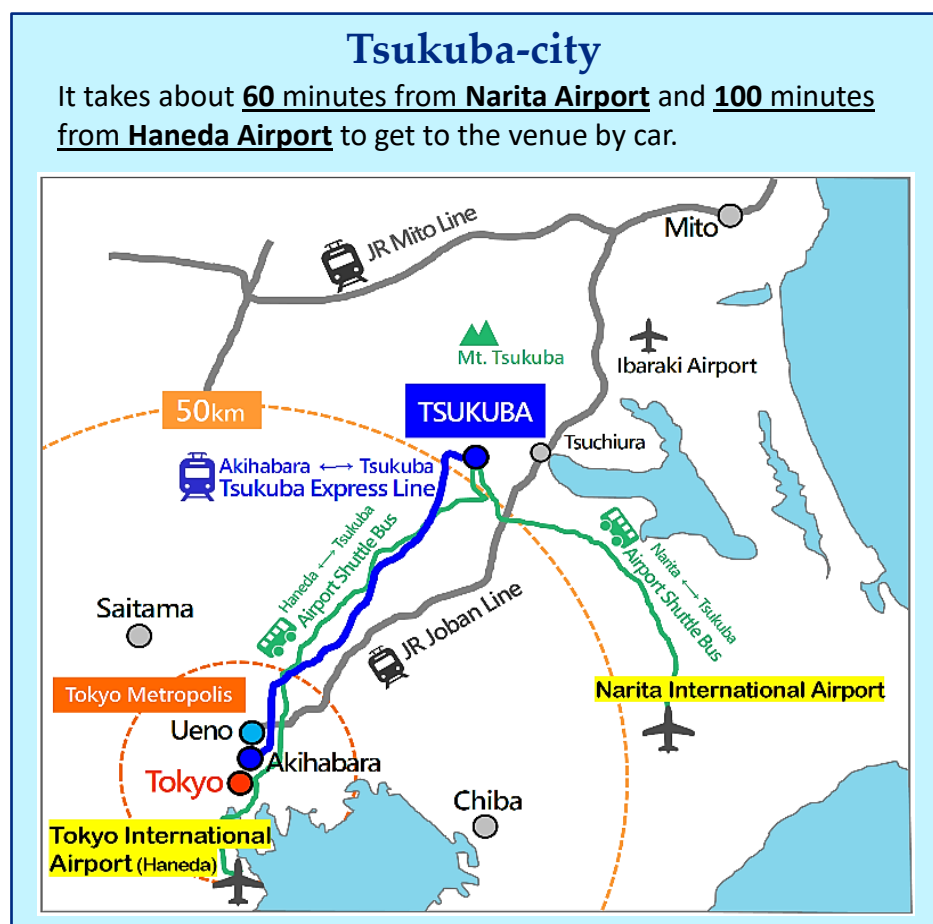 Tsukuba-city
It takes about 60 minutes from Narita Airport and 100 minutes
from Haneda Airport to get to the venue by car.
JR Mito Line
Mito
Mt. Tsukuba
Ibaraki Airport
50km
TSUKUBA
Tsuchiura
Akihabara ←→ Tsukuba
Tsukuba Express Line
Haneda ←→ Tsukuba
Airport Shuttle Bus
Narita ←→ Tsukuba
Airport Shuttle Bus
Saitama
JR Joban Line
Tokyo Metropolis
Narita International Airport
Ueno
Akihabara
Tokyo
Chiba
Tokyo International
Airport (Haneda)